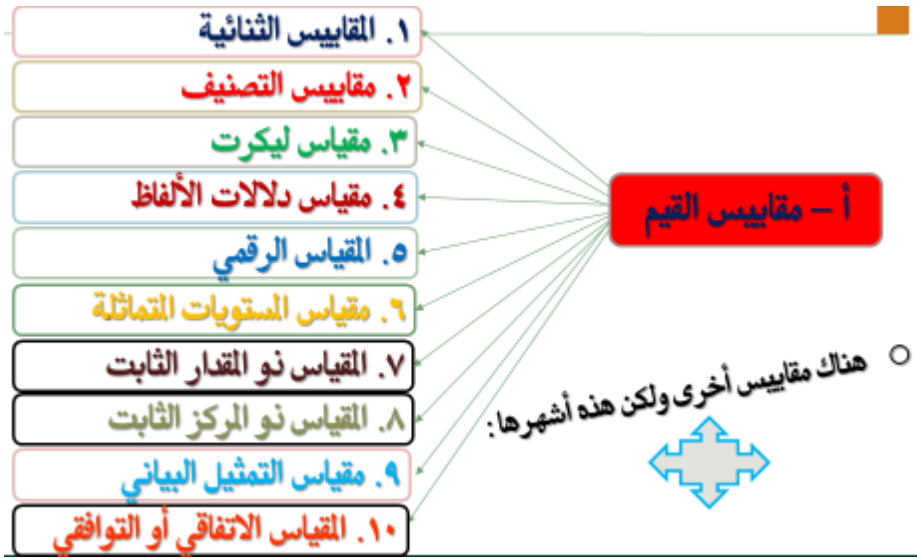 أ – مقاييس القيم
١. المقاييس الثنائية
٢. مقاييس التصنيف
٣. مقياس ليكرت
٤. مقياس دلالات الألفاظ
٥. المقياس الرقمي
٦. مقياس المستويات المتماثلة
٧. المقياس ذو المقدار الثابت
٨. المقياس ذو المركز الثابت
٩. مقياس التمثيل البياني
١٠. المقياس الاتفاقي أو التوافقي
هناك مقاييس أخرى ولكن هذه أشهرها :